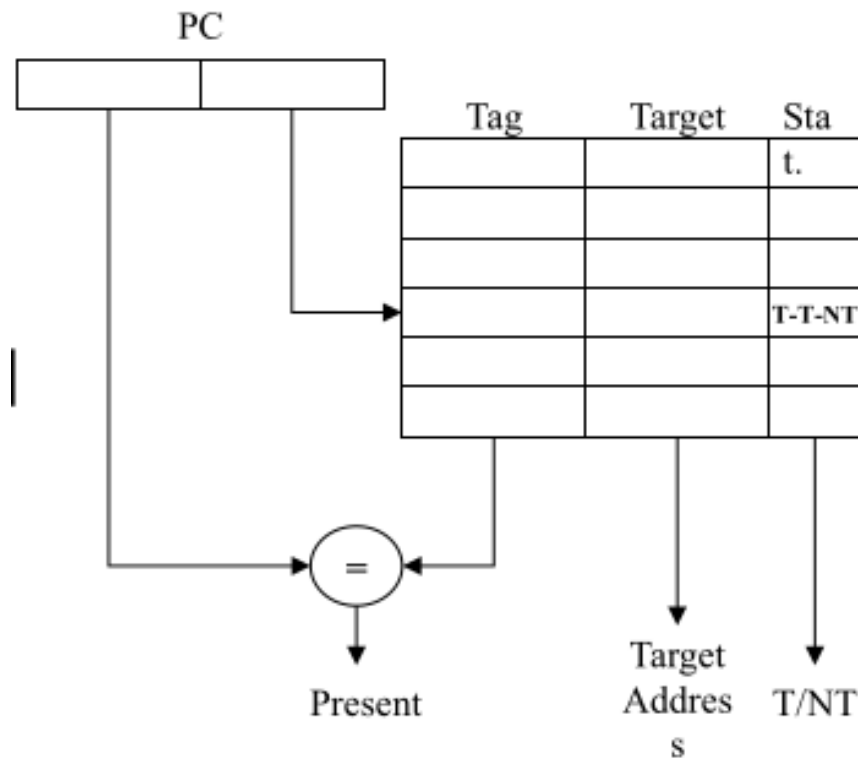 PC
Tag Target Sta
t.
T-T-NT
=
Present
Target
Addres
s
T/NT